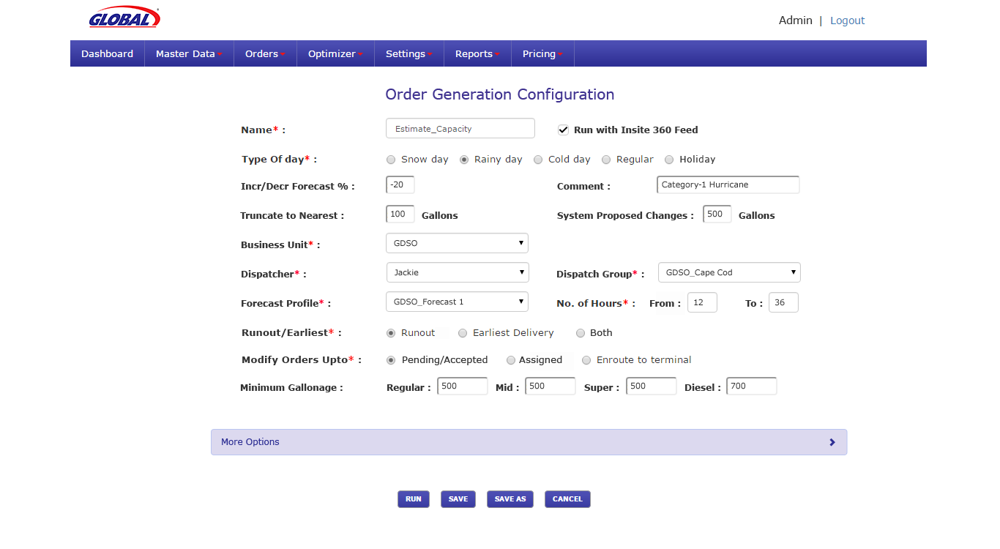 GLOBAL
Admin | Logout
Dashboard Master Data Orders Optimizer Settings Reports Pricing
Order Generation Configuration
Name* : Estimate_Capacity Run with Insite 360 Feed
Type Of day* : Snow day Rainy day Cold day Regular Holiday
Incr/Decr Forecast % : -20 Comment : Category-1 Hurricane
Truncate to Nearest : 100 Gallons System Proposed Changes : 500 Gallons
Business Unit* : GDSO
Dispatcher* : Jackie Dispatch Group* : GDSO_Cape Cod
Forecast Profile* : GDSO_Forecast 1 No. of Hours* : From : 12 To : 36
Runout/Earliest* : Runout Earliest Delivery Both
Modify Orders Upto* : Pending/Accepted Assigned Enroute to terminal
Minimum Gallonage : Regular : 500 Mid : 500 Super : 500 Diesel : 700
More Options
RUN SAVE SAVE AS CANCEL